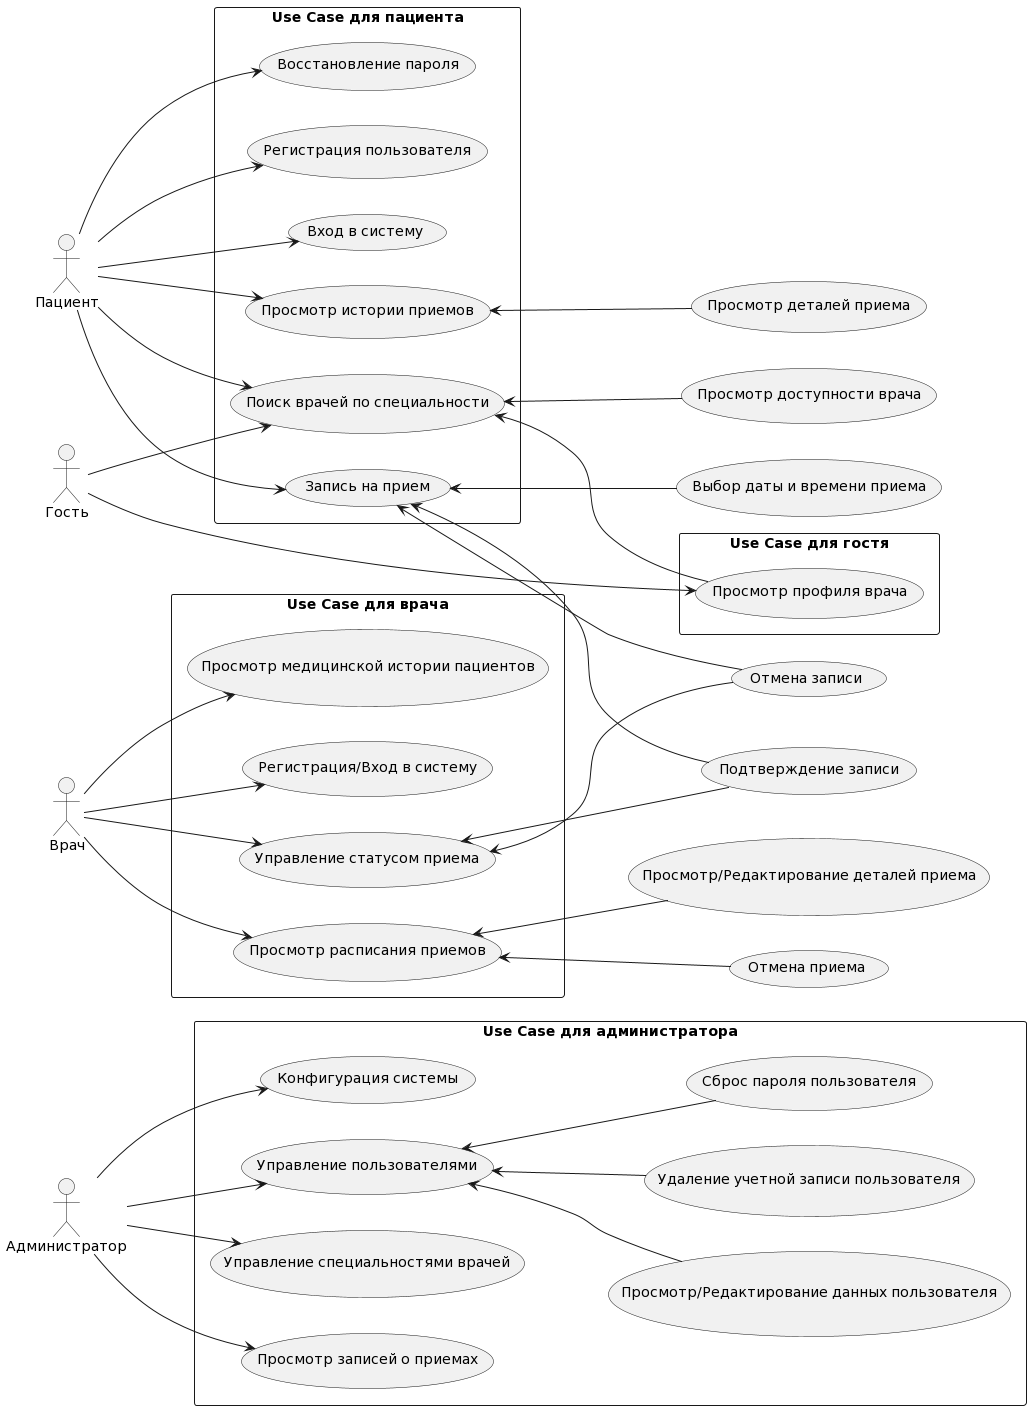 Use Case для пациента
Восстановление пароля
Регистрация пользователя
Вход в систему
Пациент
Просмотр истории приемов
Просмотр деталей приема
Поиск врачей по специальности
Просмотр доступности врача
Запись на прием
Выбор даты и времени приема
Гость
Use Case для гостя
Просмотр профиля врача
Use Case для врача
Просмотр медицинской истории пациентов
Отмена записи
Регистрация/Вход в систему
Подтверждение записи
Врач
Управление статусом приема
Просмотр/Редактирование деталей приема
Просмотр расписания приемов
Отмена приема
Use Case для администратора
Конфигурация системы
Сброс пароля пользователя
Управление пользователями
Удаление учетной записи пользователя
Администратор
Управление специальностями врачей
Просмотр/Редактирование данных пользователя
Просмотр записей о приемах